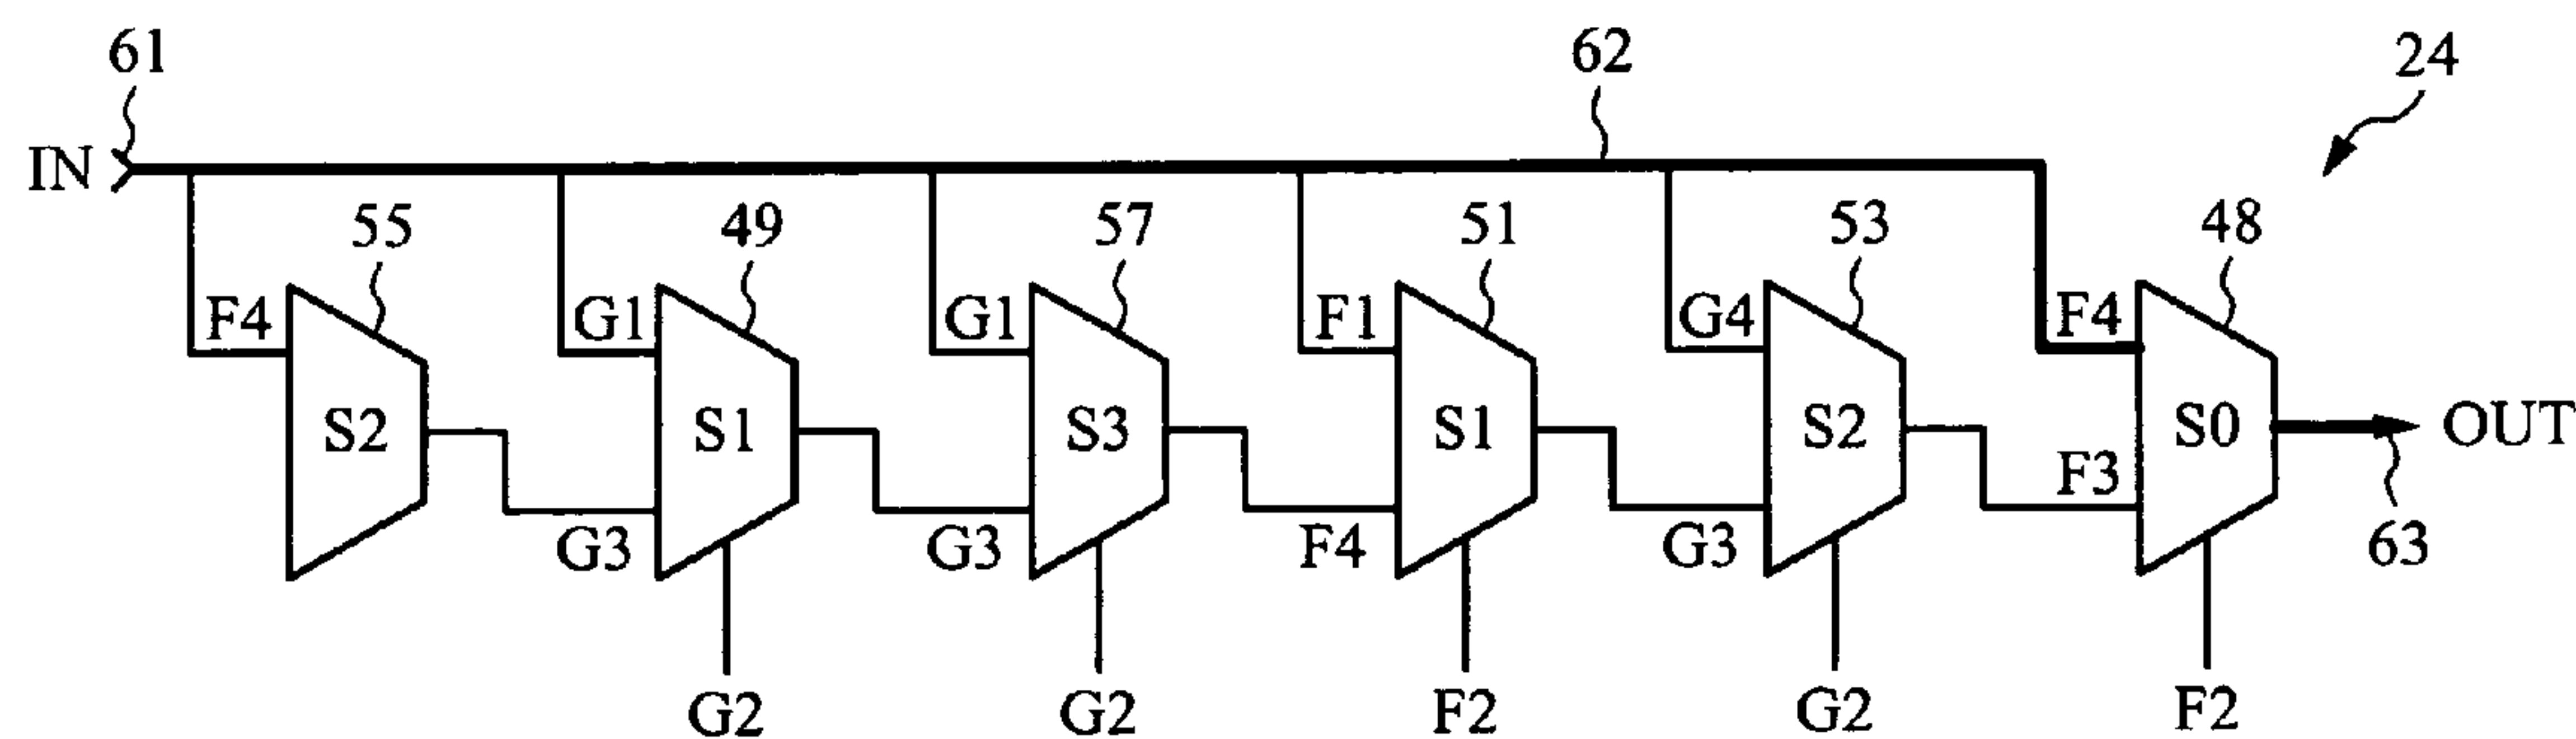 61 62 24
IN
55 49 57 51 53 48
F4 G1 G1 F1 G4 F4
S2 S1 S3 S1 S2 S0 OUT
G3 G3 F4 G3 F3 63
G2 G2 F2 G2 F2